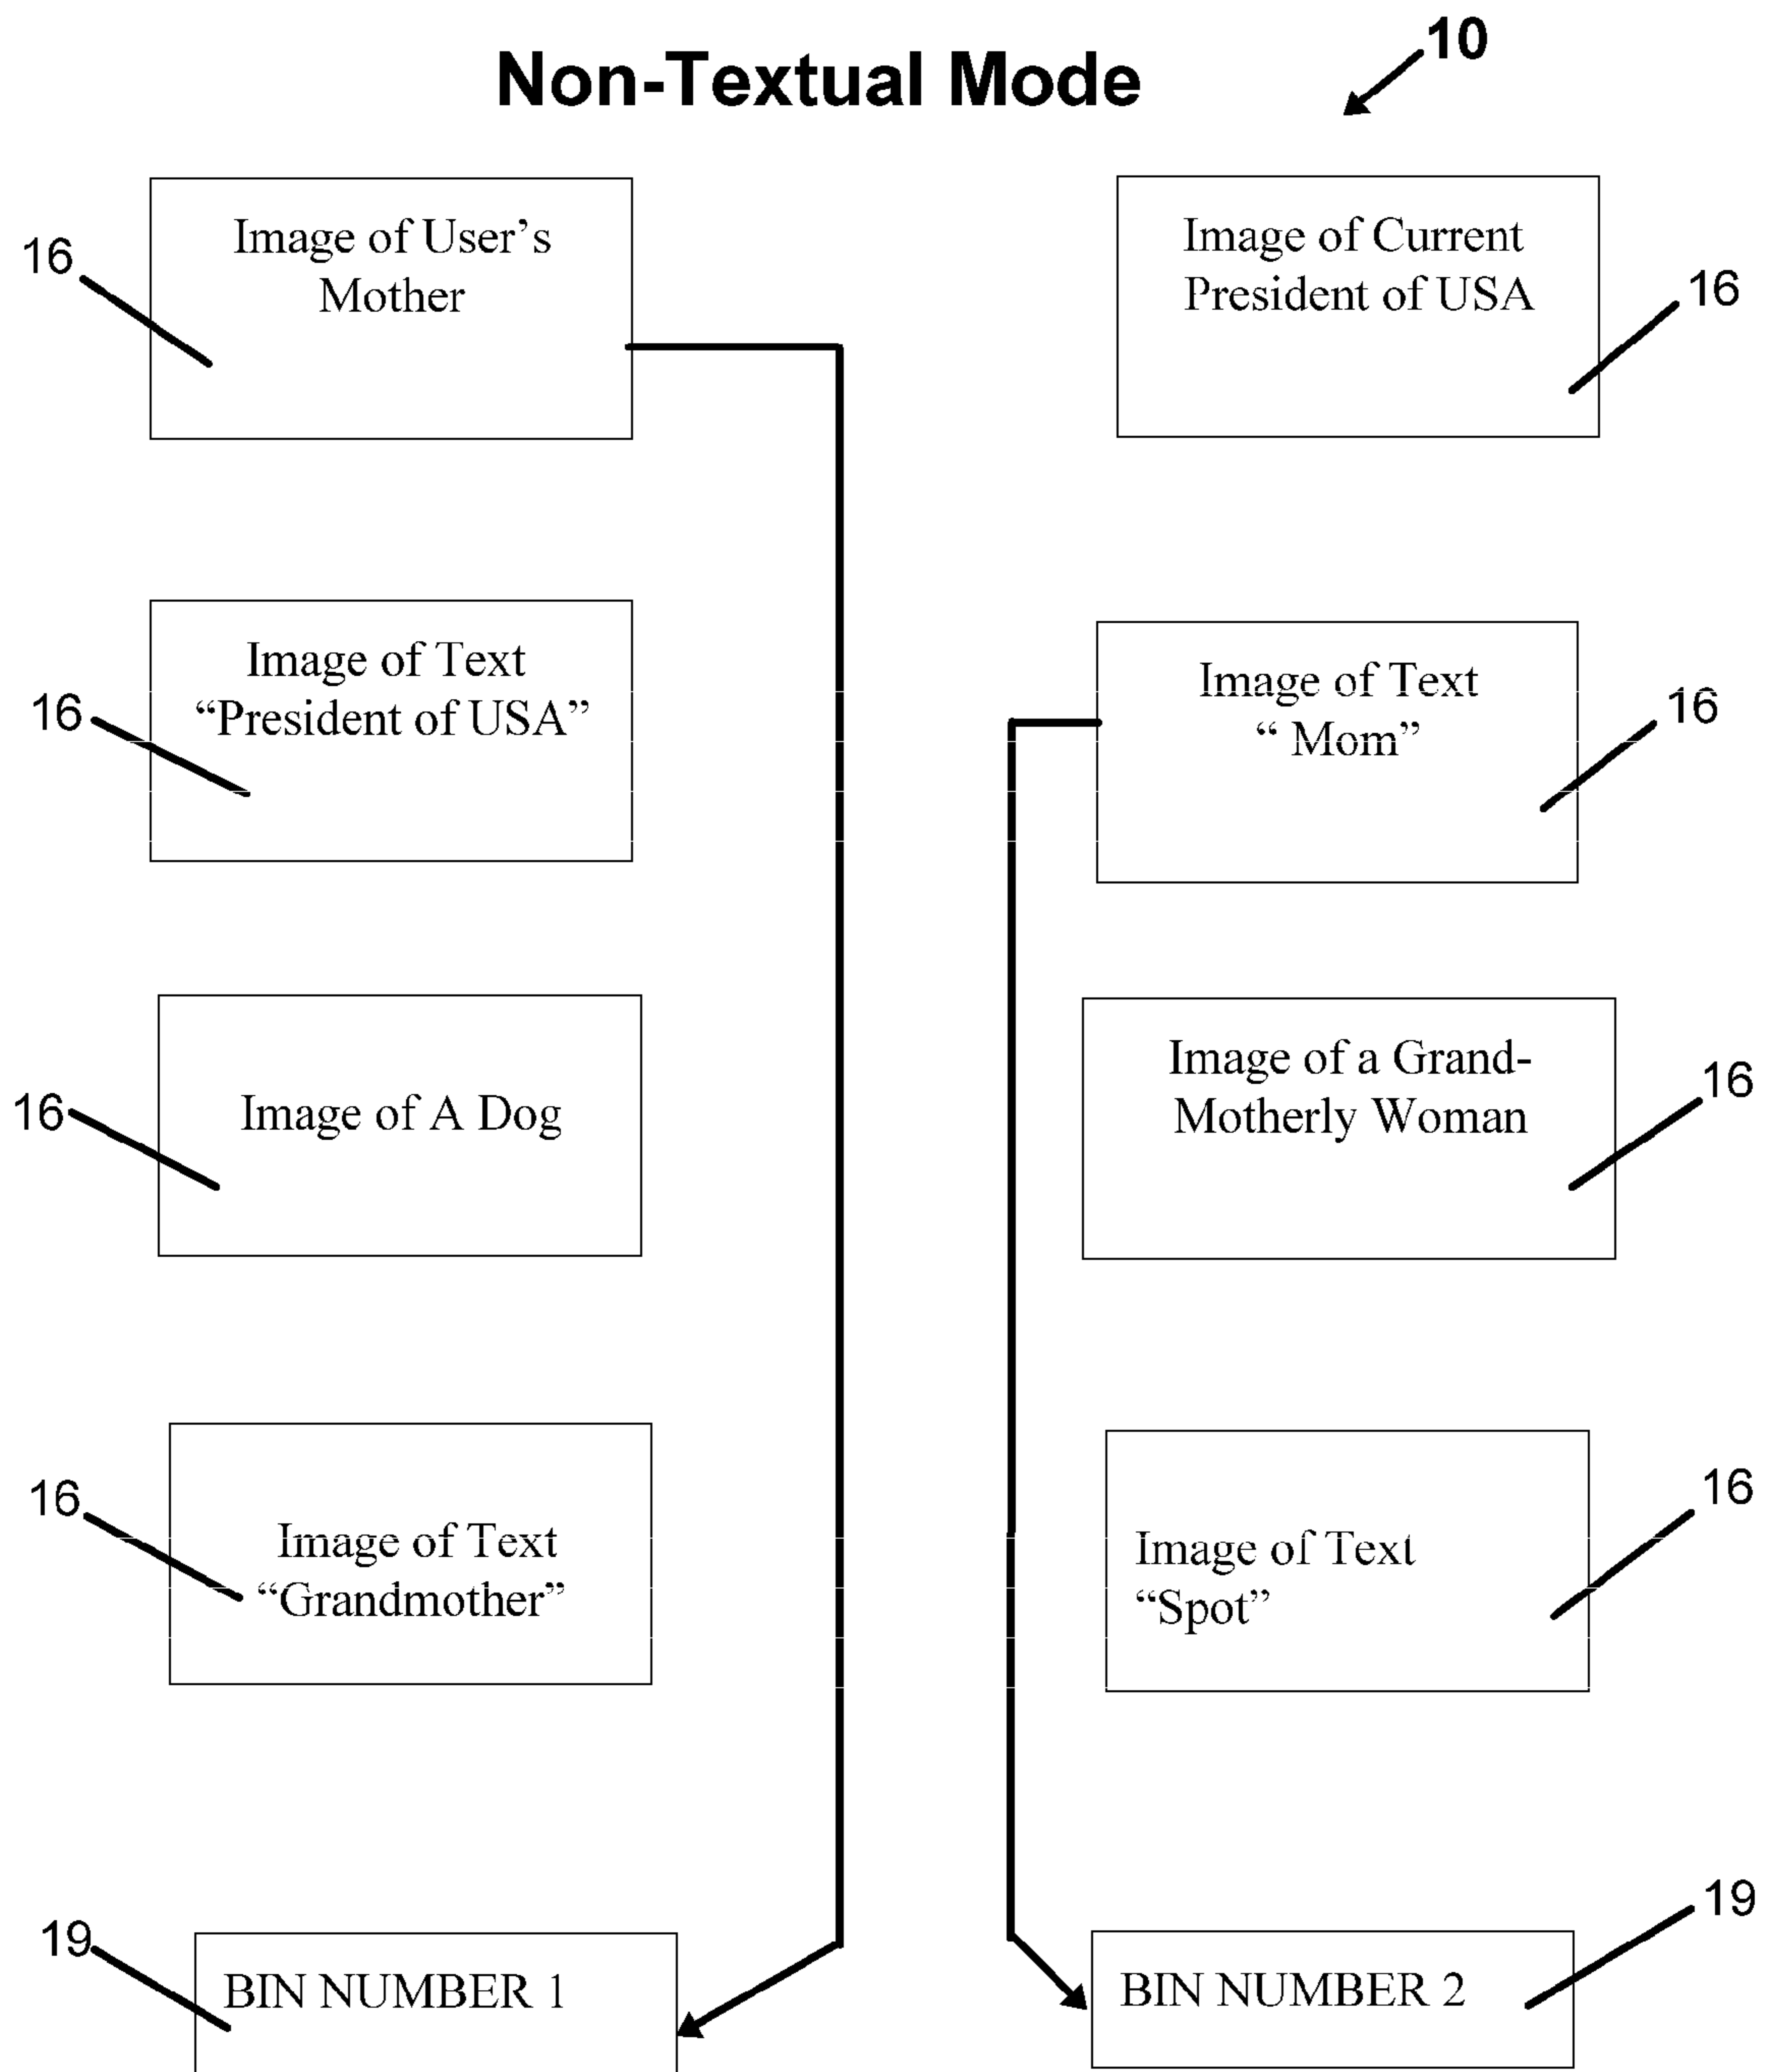 Non-Textual Mode
10
Image of User’s
Mother
16
Image of Current
President of USA
16
Image of Text
“President of USA”
16
Image of Text
“ Mom”
16
Image of A Dog
16
Image of a Grand-
Motherly Woman
16
Image of Text
“Grandmother”
16
Image of Text
“Spot”
16
BIN NUMBER 1
19
BIN NUMBER 2
19